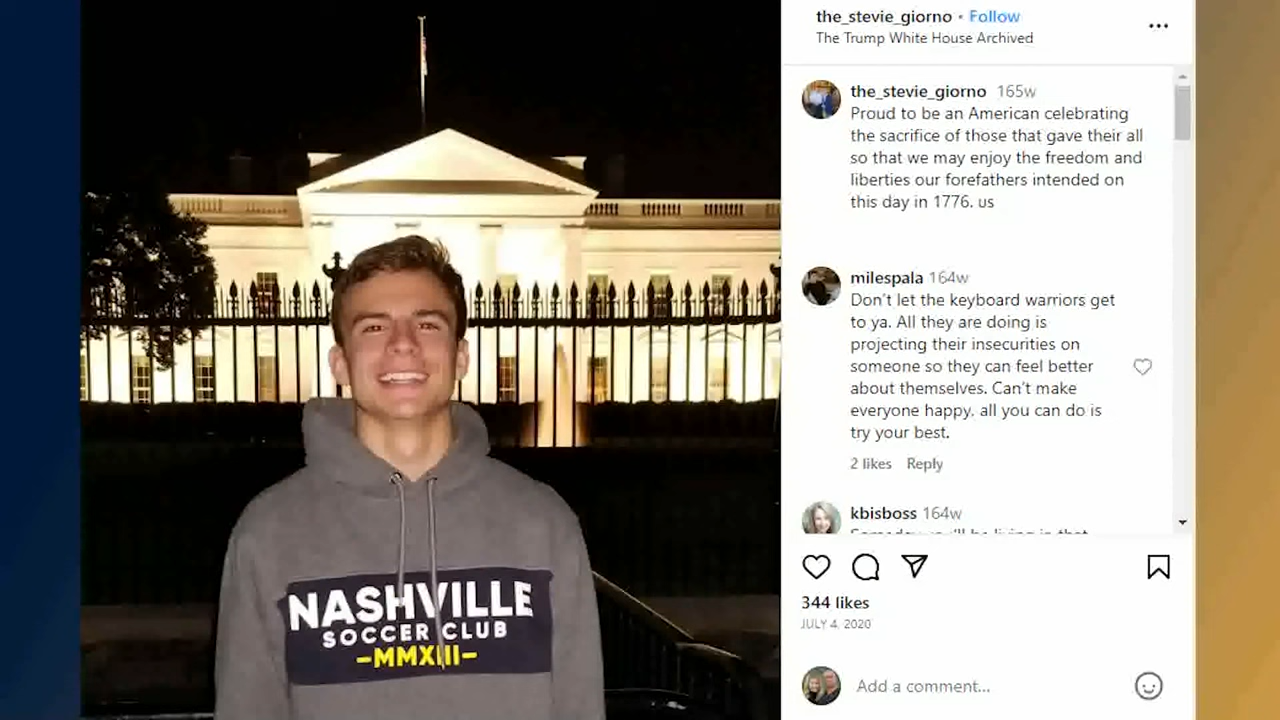 the_stevie_giorno • Follow
The Trump White House Archived
the_stevie_giorno 165w
Proud to be an American celebrating
the sacrifice of those that gave their all
so that we may enjoy the freedom and
liberties our forefathers intended on
this day in 1776. us
milespala 164w
Don't let the keyboard warriors get
to ya. All they are doing is
projecting their insecurities on
someone so they can feel better
about themselves. Can't make
everyone happy. all you can do is
try your best.
2 likes Reply
kbisboss 164w
344 likes
JULY 4, 2020
Add a comment...
NASHVILLE
SOCCER CLUB
–MMXIII–